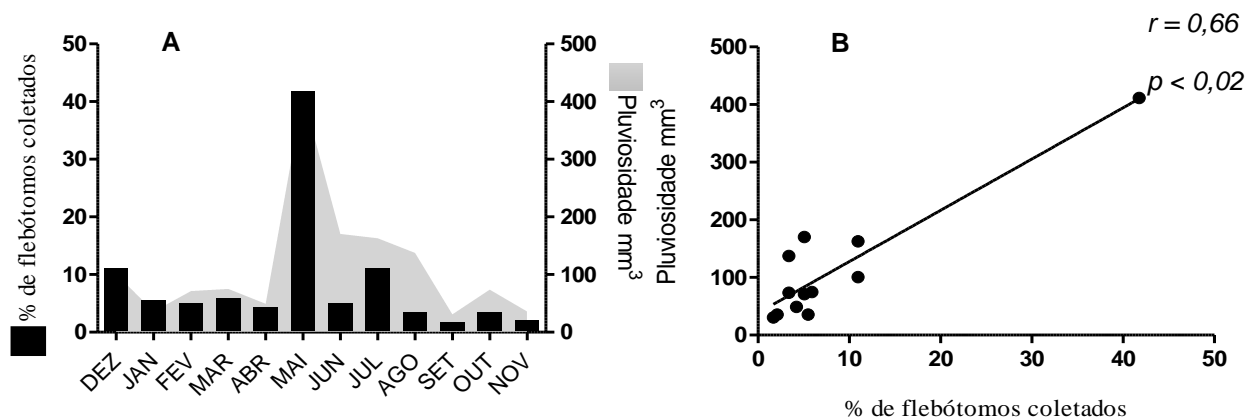 A
% de flebótomos coletados
50
40
30
20
10
0
500
400
300
200
100
0
Pluviosidade mm3
DEZ
JAN
FEV
MAR
ABR
MAI
JUN
JUL
AGO
SET
OUT
NOV
B
r = 0,66
p < 0,02
Pluviosidade mm3
500
400
300
200
100
0
0 10 20 30 40 50
% de flebótomos coletados